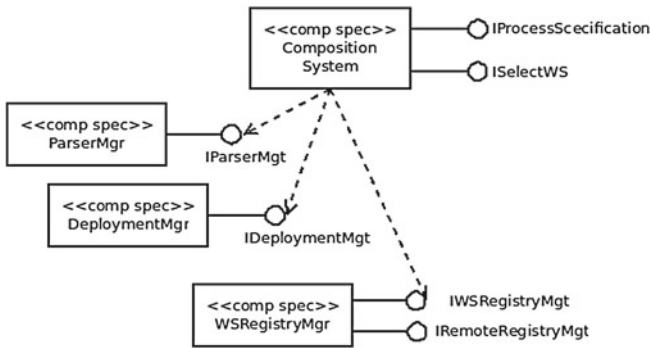 <<comp spec>>
Composition
System
IProcessScecification
ISelectWS
<<comp spec>>
ParserMgr
IParserMgt
<<comp spec>>
DeploymentMgr
IDeploymentMgt
<<comp spec>>
WSRegistryMgr
IWSRegistryMgt
IRemoteRegistryMgt